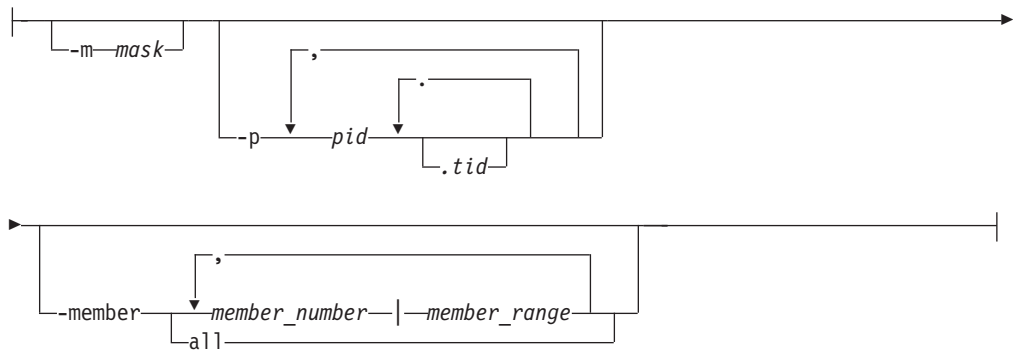 -m mask
,
.
-p pid
.tid
,
-member member_number | member_range
all